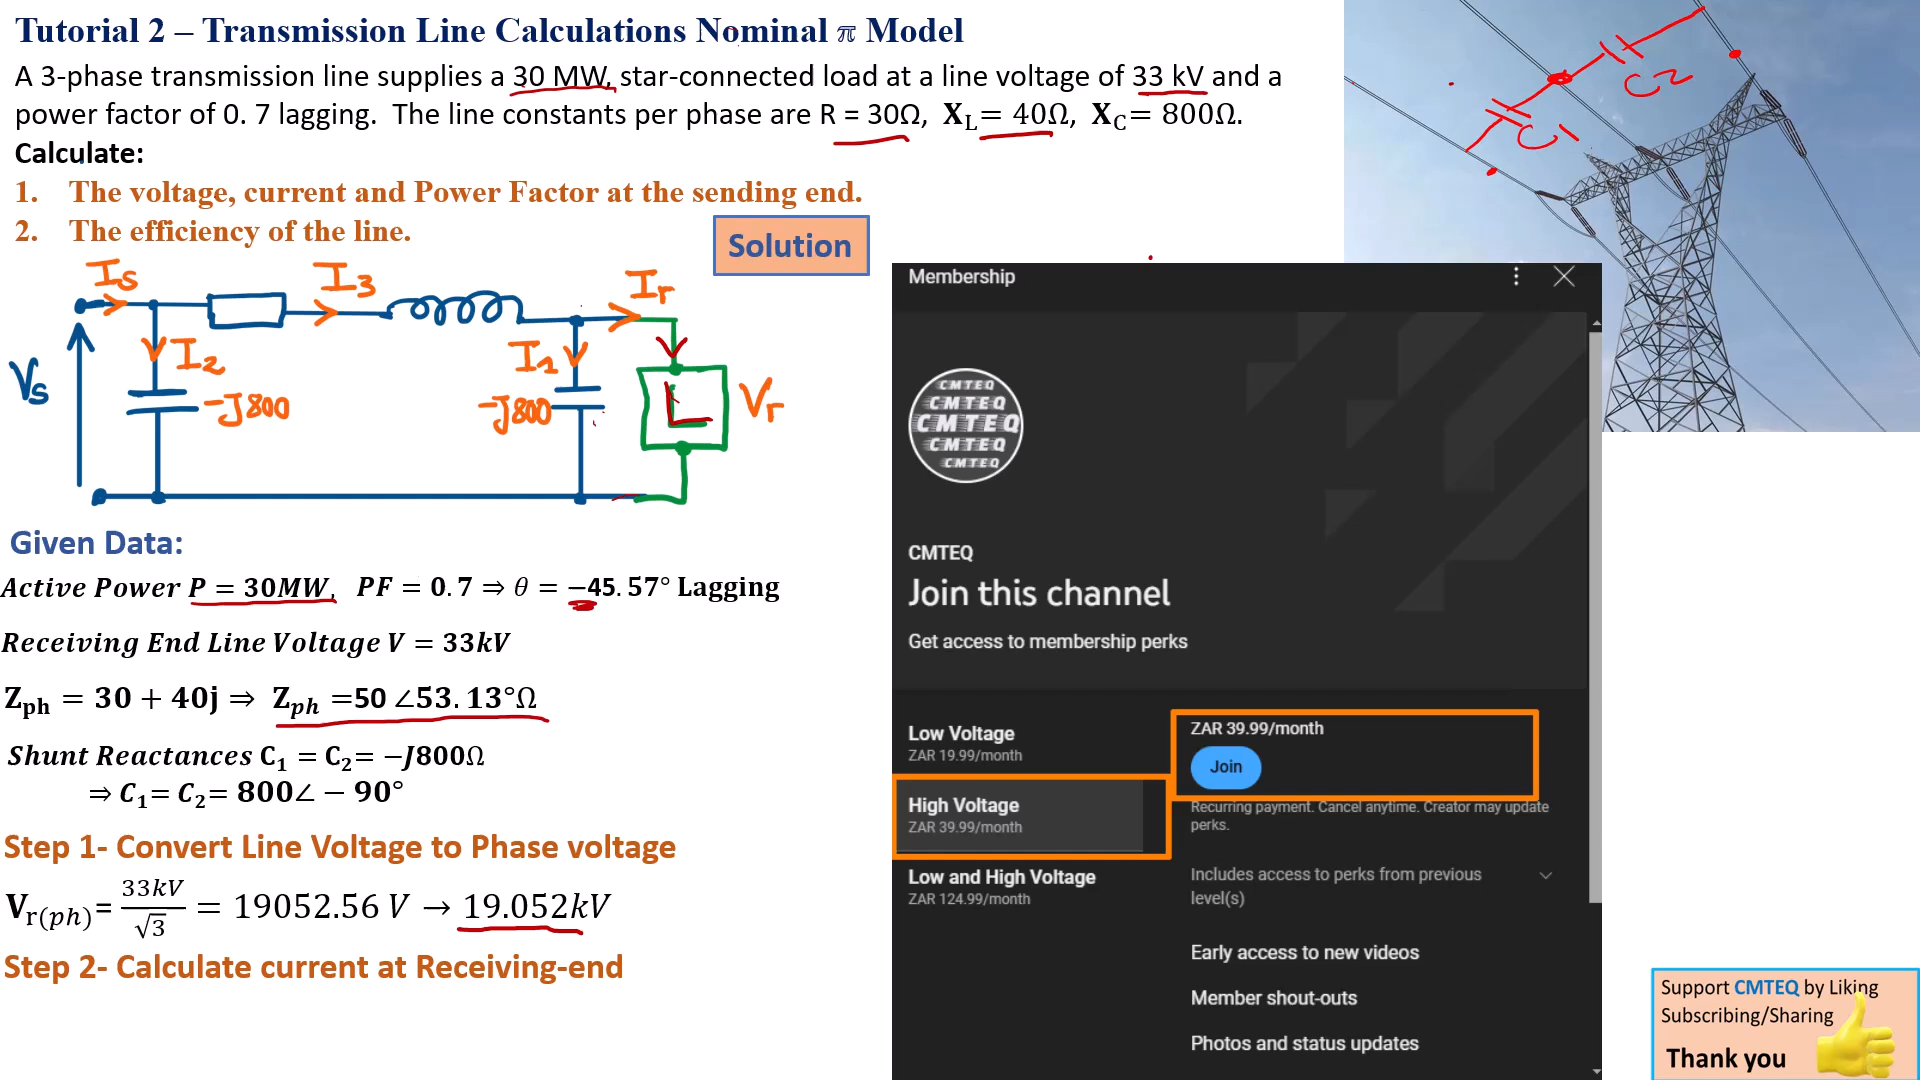 Tutorial 2 – Transmission Line Calculations Nominal π Model
A 3-phase transmission line supplies a 30 MW, star-connected load at a line voltage of 33 kV and a
power factor of 0. 7 lagging. The line constants per phase are R = 30Ω, X_L = 40Ω, X_C = 800Ω.
Calculate:
1. The voltage, current and Power Factor at the sending end.
2. The efficiency of the line.
Solution
C2
C1
Is
I3
Ir
I2
I1
Vs
-J800
-J800
L
Vr
Given Data:
Active Power P = 30MW, PF = 0.7 ⇒ θ = −45.57° Lagging
Receiving End Line Voltage V = 33kV
Z_ph = 30 + 40j ⇒ Z_ph =50 ∠53.13°Ω
Shunt Reactances C₁ = C₂= −J800Ω
⇒ C₁= C₂= 800∠ − 90°
Step 1- Convert Line Voltage to Phase voltage
V_r(ph)= 33kV/√3 = 19052.56 V → 19.052kV
Step 2- Calculate current at Receiving-end
Membership
CMTEQ
CMTEQ
CMTEQ
CMTEQ
CMTEQ
CMTEQ
Join this channel
Get access to membership perks
Low Voltage
ZAR 19.99/month
High Voltage
ZAR 39.99/month
Low and High Voltage
ZAR 124.99/month
ZAR 39.99/month
Join
Recurring payment. Cancel anytime. Creator may update
perks.
Includes access to perks from previous
level(s)
Early access to new videos
Member shout-outs
Photos and status updates
Support CMTEQ by Liking
Subscribing/Sharing
Thank you